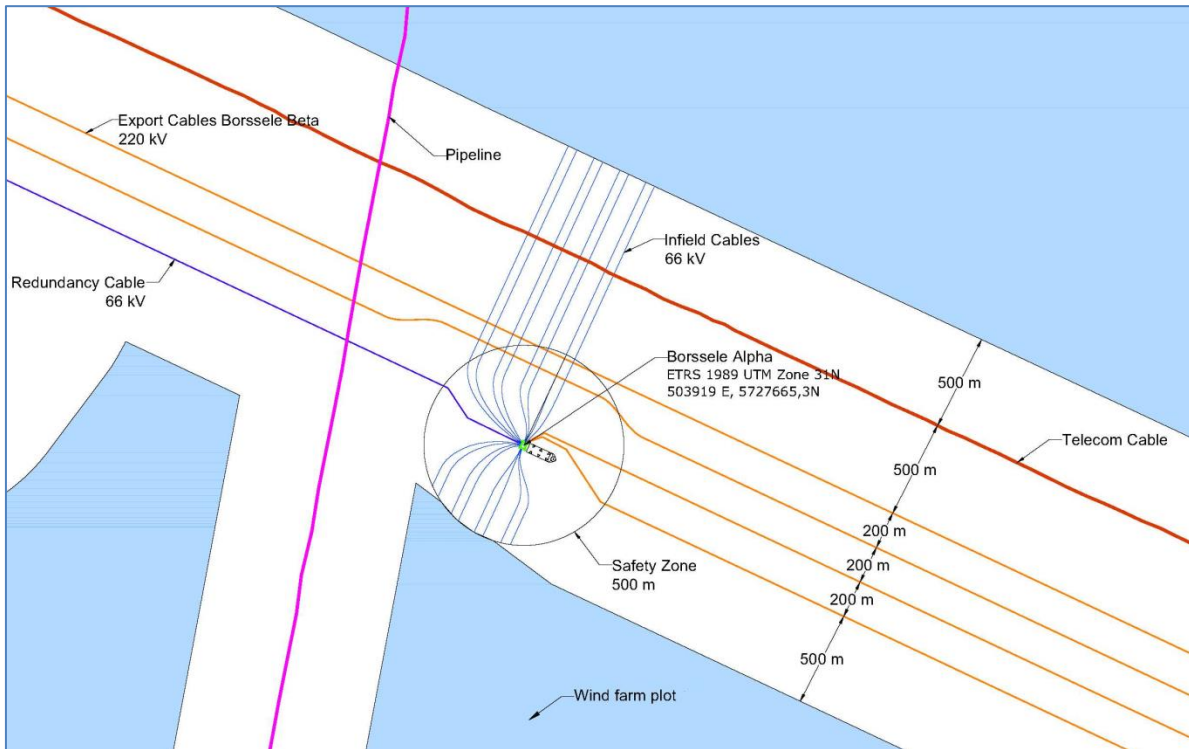 Export Cables Borssele Beta
220 kV
Pipeline
Infield Cables
66 kV
Redundancy Cable
66 kV
Borssele Alpha
ETRS 1989 UTM Zone 31N
503919 E, 5727665,3N
500 m
Telecom Cable
500 m
200 m
200 m
200 m
500 m
Safety Zone
500 m
Wind farm plot